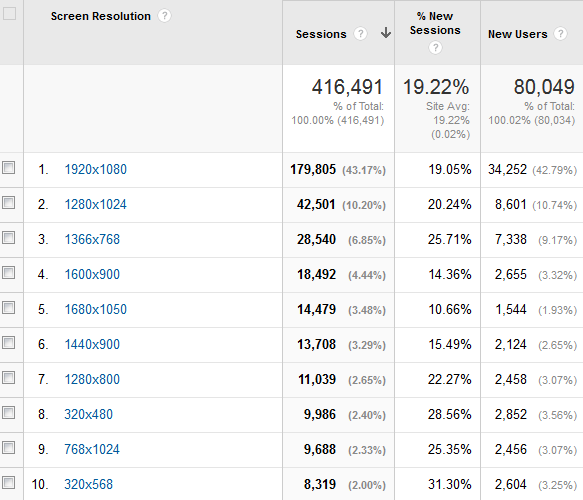 Screen Resolution ? Sessions ? % New Sessions ? New Users ?
416,491 19.22% 80,049
% of Total: 100.00% (416,491) Site Avg: 19.22% (0.02%) % of Total: 100.02% (80,034)
1. 1920x1080 179,805 (43.17%) 19.05% 34,252 (42.79%)
2. 1280x1024 42,501 (10.20%) 20.24% 8,601 (10.74%)
3. 1366x768 28,540 (6.85%) 25.71% 7,338 (9.17%)
4. 1600x900 18,492 (4.44%) 14.36% 2,655 (3.32%)
5. 1680x1050 14,479 (3.48%) 10.66% 1,544 (1.93%)
6. 1440x900 13,708 (3.29%) 15.49% 2,124 (2.65%)
7. 1280x800 11,039 (2.65%) 22.27% 2,458 (3.07%)
8. 320x480 9,986 (2.40%) 28.56% 2,852 (3.56%)
9. 768x1024 9,688 (2.33%) 25.35% 2,456 (3.07%)
10. 320x568 8,319 (2.00%) 31.30% 2,604 (3.25%)